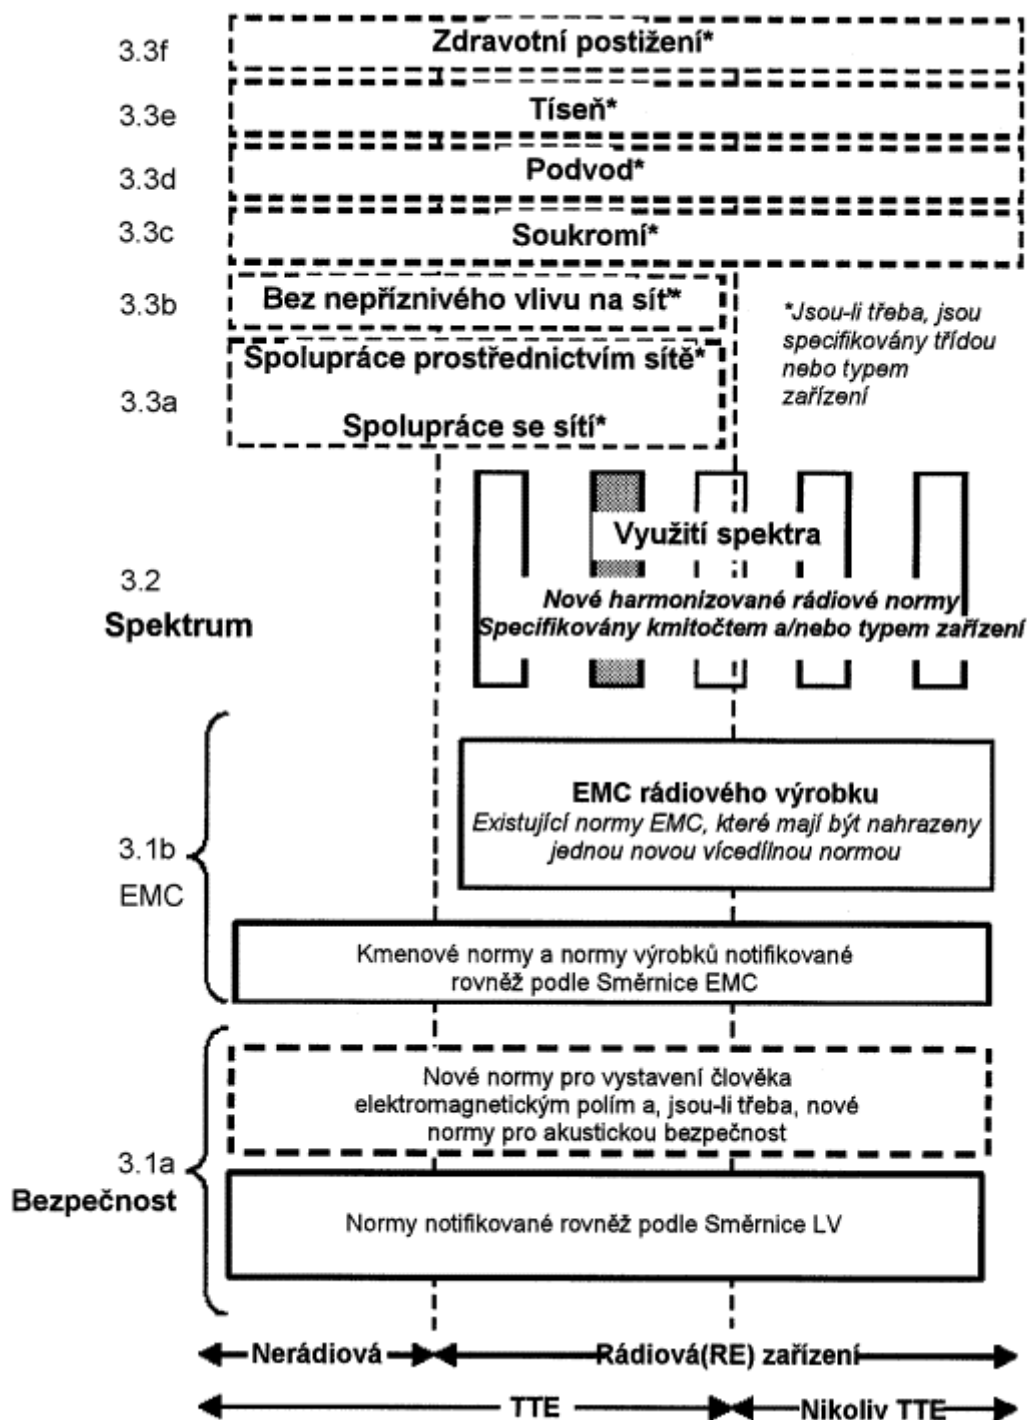 3.3f
Zdravotní postižení*
3.3e
Tíseň*
3.3d
Podvod*
3.3c
Soukromí*
3.3b
Bez nepříznivého vlivu na síť*
*Jsou-li třeba, jsou
specifikovány třídou
nebo typem
zařízení
3.3a
Spolupráce prostřednictvím sítě*
Spolupráce se sítí*
3.2
Spektrum
Využití spektra
Nové harmonizované rádiové normy
Specifikovány kmitočtem a/nebo typem zařízení
3.1b
EMC
EMC rádiového výrobku
Existující normy EMC, které mají být nahrazeny
jednou novou vícedílnou normou
Kmenové normy a normy výrobků notifikované
rovněž podle Směrnice EMC
3.1a
Bezpečnost
Nové normy pro vystavení člověka
elektromagnetickým polím a, jsou-li třeba, nové
normy pro akustickou bezpečnost
Normy notifikované rovněž podle Směrnice LV
Nerádiová
Rádiová(RE) zařízení
TTE
Nikoliv TTE